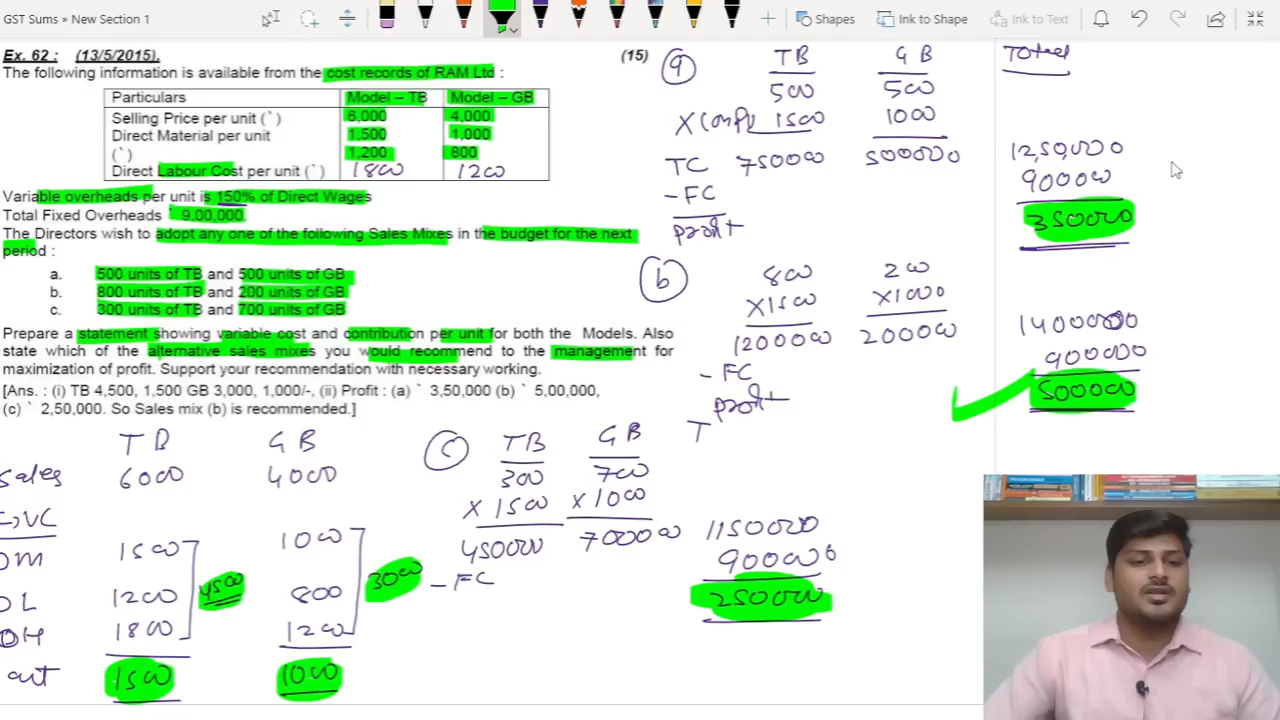 GST Sums » New Section 1
Shapes
Ink to Shape
Ink to Text
Ex. 62 : (13/5/2015). (15)
The following information is available from the cost records of RAM Ltd :
Particulars Model – TB Model – GB
Selling Price per unit (`) 6,000 4,000
Direct Material per unit 1,500 1,000
(`) 1,200 800
Direct Labour Cost per unit (`) 1800 1200
Variable overheads per unit is 150% of Direct Wages
Total Fixed Overheads ` 9,00,000.
The Directors wish to adopt any one of the following Sales Mixes in the budget for the next
period :
a. 500 units of TB and 500 units of GB
b. 800 units of TB and 200 units of GB
c. 300 units of TB and 700 units of GB
Prepare a statement showing variable cost and contribution per unit for both the Models. Also
state which of the alternative sales mixes you would recommend to the management for
maximization of profit. Support your recommendation with necessary working.
[Ans. : (i) TB 4,500, 1,500 GB 3,000, 1,000/-, (ii) Profit : (a) ` 3,50,000 (b) ` 5,00,000,
(c) ` 2,50,000. So Sales mix (b) is recommended.]
TB GB
sales 6000 4000
(-)VC
DM 1500 1000
DL 1200 800
OH 1800 1200
4500 3000
1500 1000
a TB GB Total
500 500
1500 1000
TC 750000 500000 12,50,000
- FC 900000
profit 350000
b 800 200
X1500 X1000
1200000 200000 1400000
- FC 900000
profit 500000
T
c TB GB
300 700
X 1500 X 1000
450000 700000 1150000
- FC 900000
250000